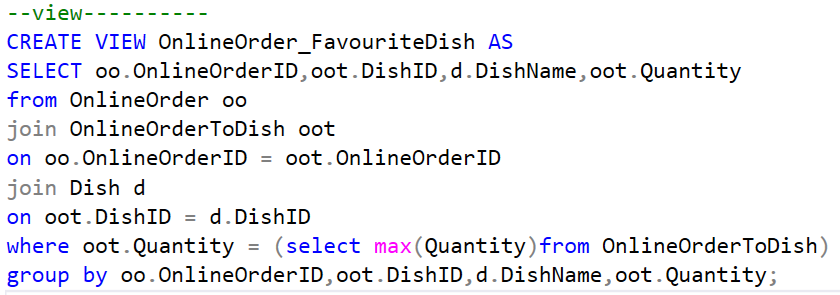 --view----------
CREATE VIEW OnlineOrder_FavouriteDish AS
SELECT oo.OnlineOrderID,oot.DishID,d.DishName,oot.Quantity
from OnlineOrder oo
join OnlineOrderToDish oot
on oo.OnlineOrderID = oot.OnlineOrderID
join Dish d
on oot.DishID = d.DishID
where oot.Quantity = (select max(Quantity)from OnlineOrderToDish)
group by oo.OnlineOrderID,oot.DishID,d.DishName,oot.Quantity;